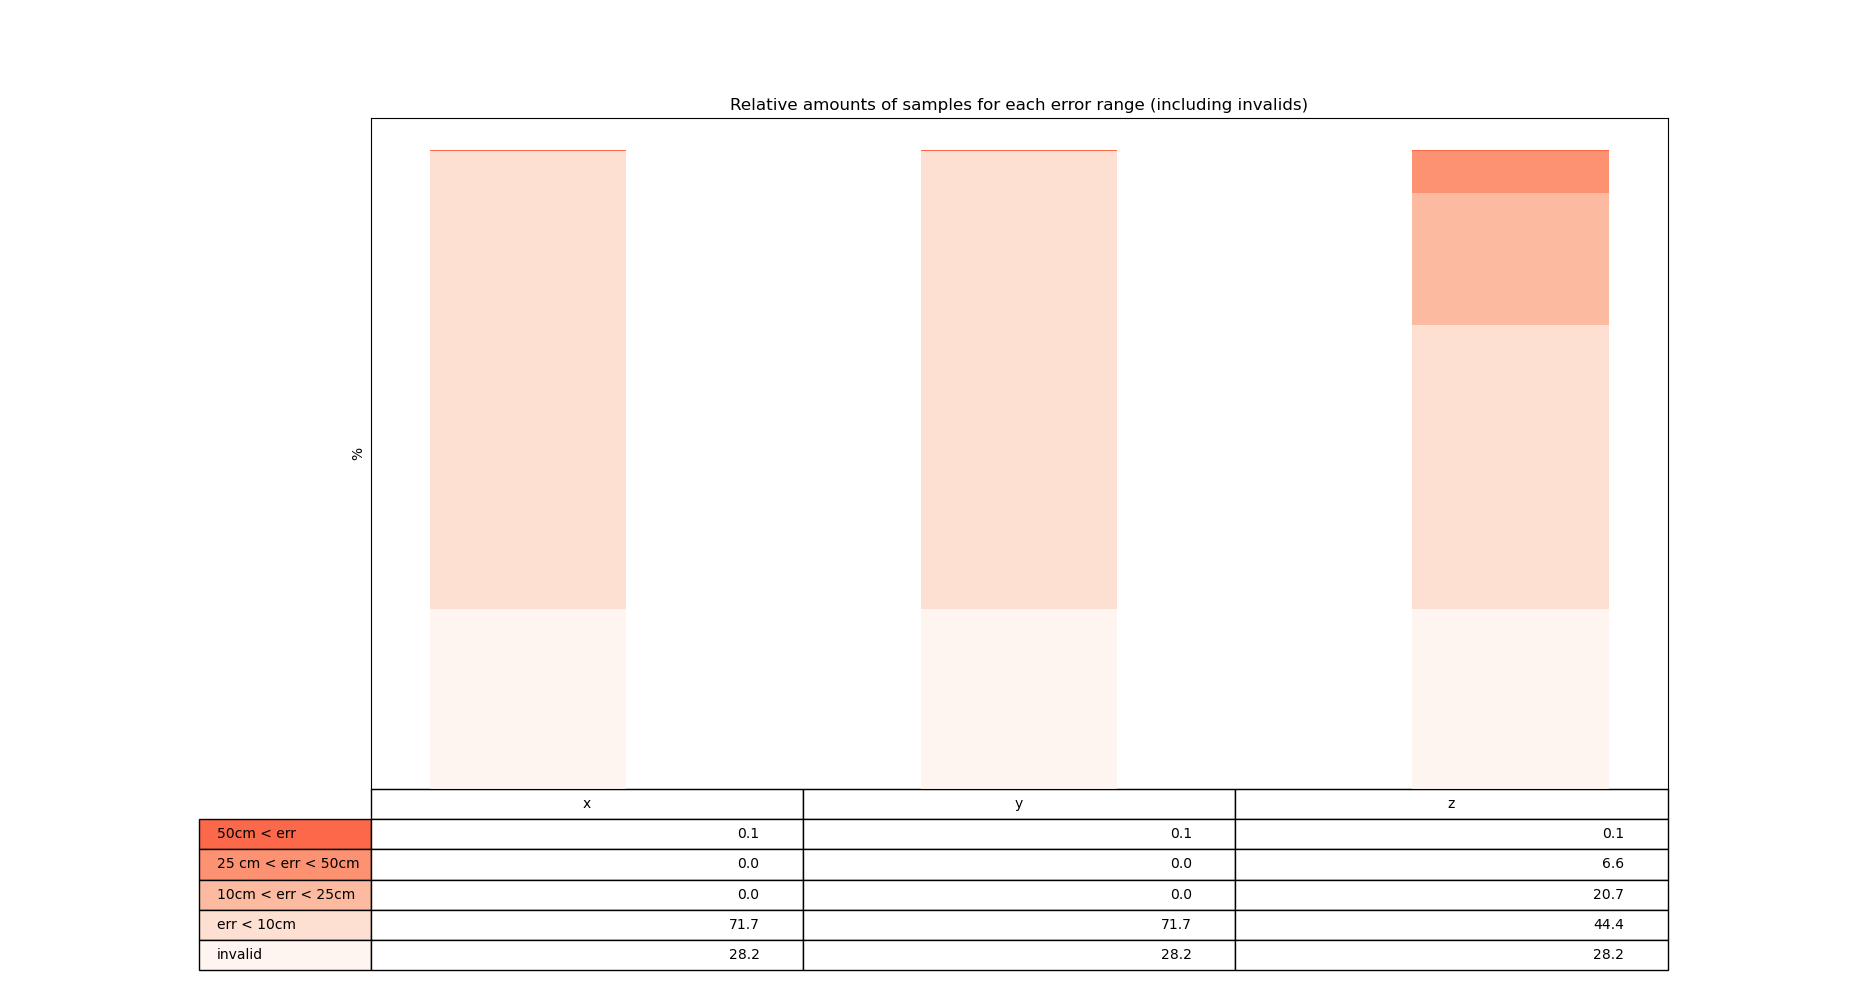 Relative amounts of samples for each error range (including invalids)
%
x y z
50cm < err 0.1 0.1 0.1
25 cm < err < 50cm 0.0 0.0 6.6
10cm < err < 25cm 0.0 0.0 20.7
err < 10cm 71.7 71.7 44.4
invalid 28.2 28.2 28.2